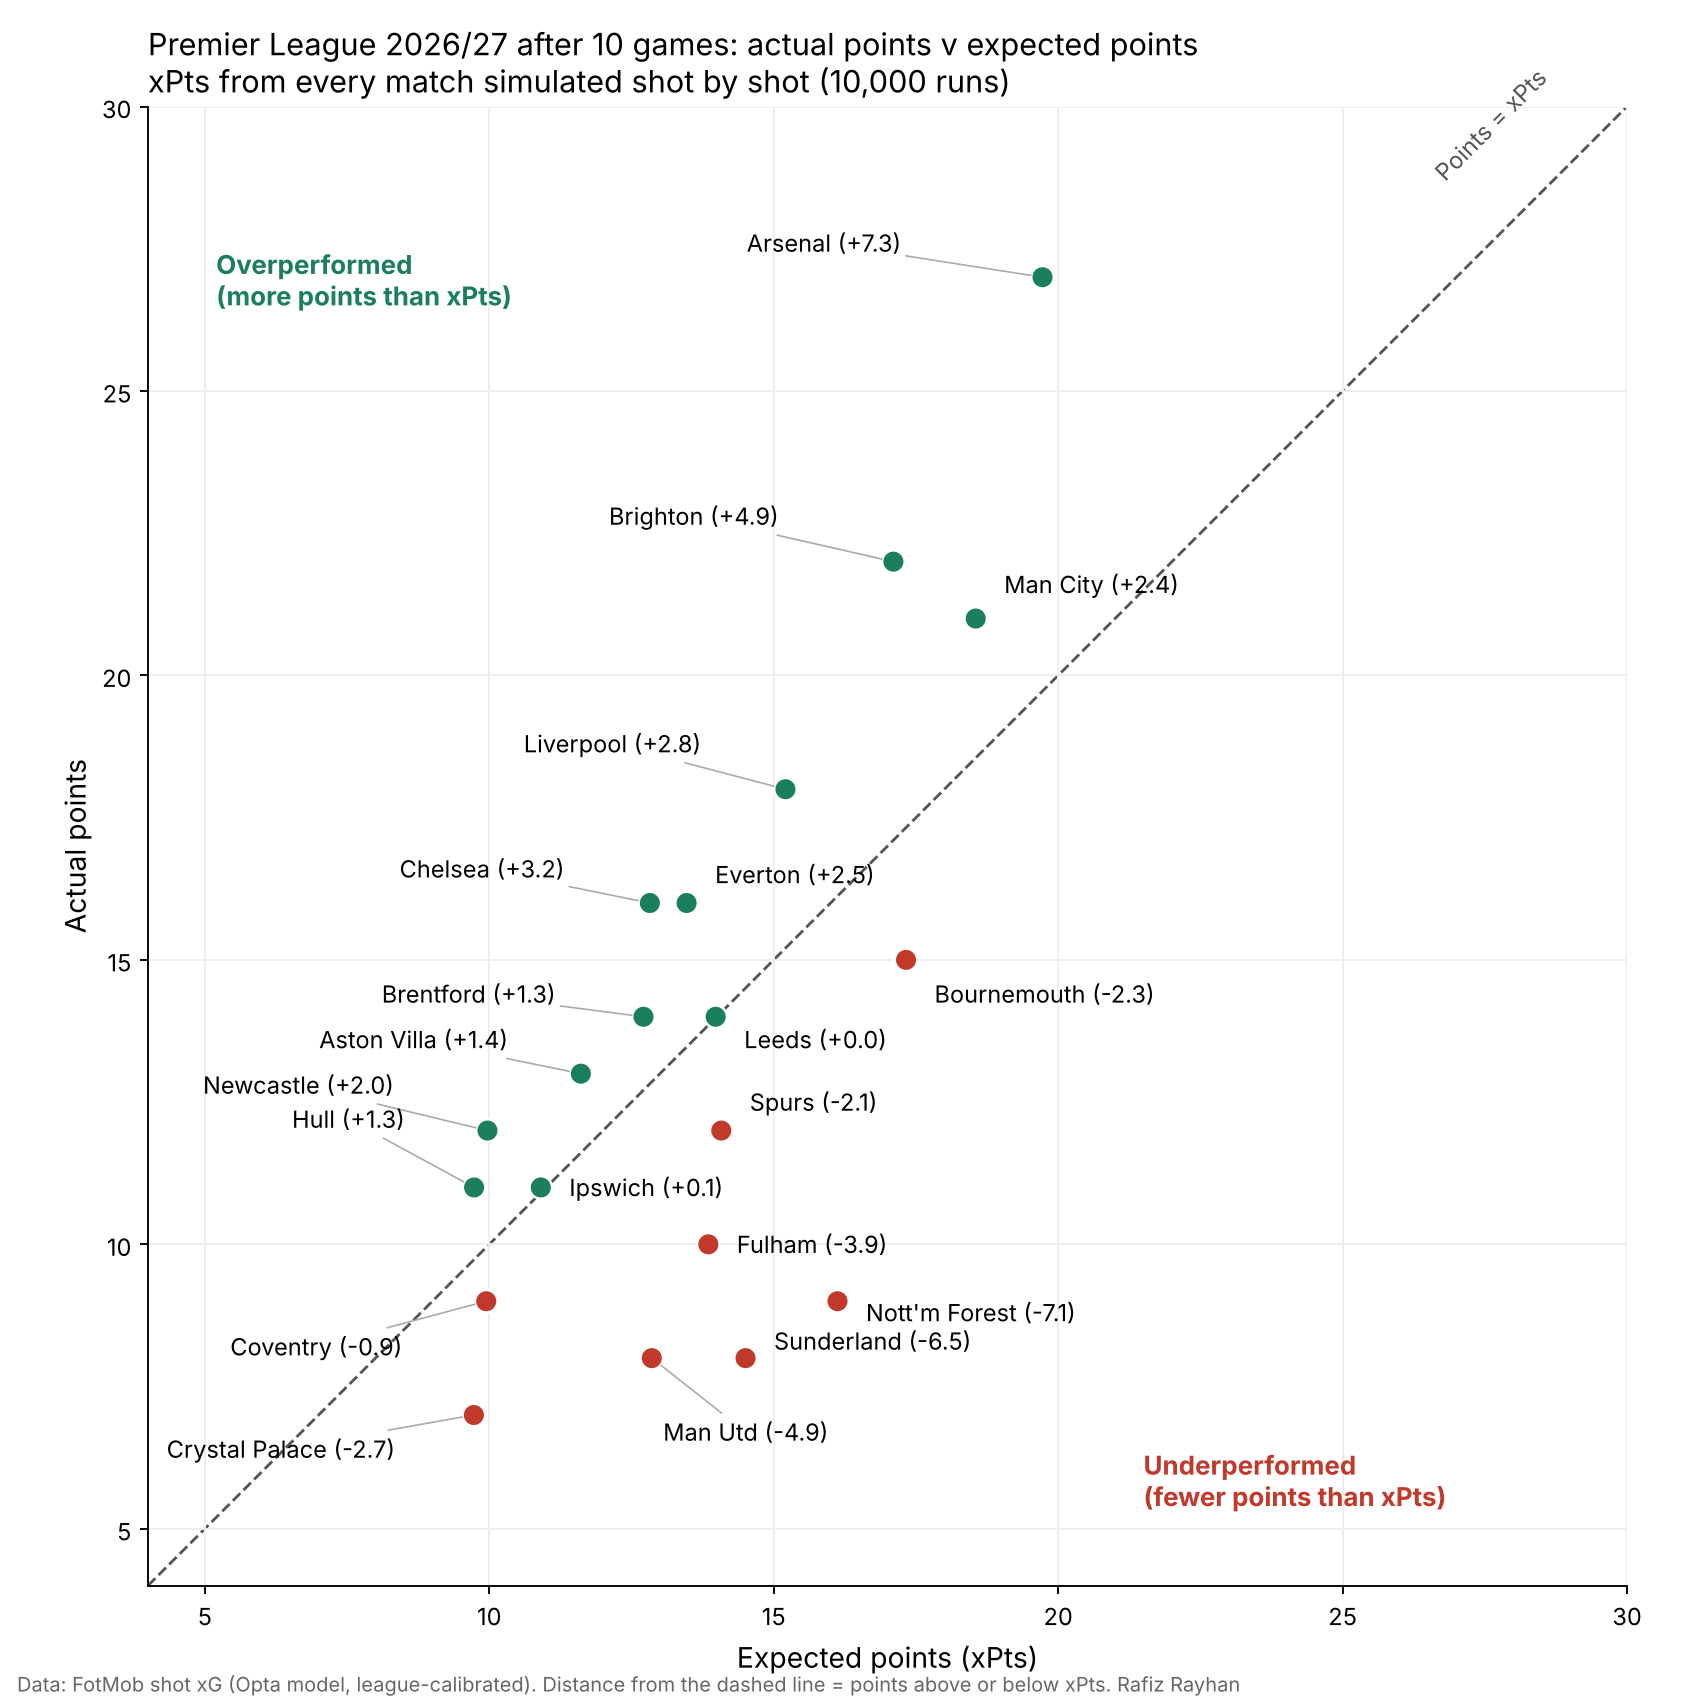 Premier League 2026/27 after 10 games: actual points v expected points
xPts from every match simulated shot by shot (10,000 runs)
Points = xPts
30
25
20
15
10
5
Actual points
Overperformed
(more points than xPts)
Arsenal (+7.3)
Brighton (+4.9)
Man City (+2.4)
Liverpool (+2.8)
Chelsea (+3.2)
Everton (+2.5)
Bournemouth (-2.3)
Brentford (+1.3)
Leeds (+0.0)
Aston Villa (+1.4)
Newcastle (+2.0)
Spurs (-2.1)
Hull (+1.3)
Ipswich (+0.1)
Fulham (-3.9)
Nott'm Forest (-7.1)
Coventry (-0.9)
Sunderland (-6.5)
Man Utd (-4.9)
Crystal Palace (-2.7)
Underperformed
(fewer points than xPts)
5
10
15
20
25
30
Expected points (xPts)
Data: FotMob shot xG (Opta model, league-calibrated). Distance from the dashed line = points above or below xPts. Rafiz Rayhan